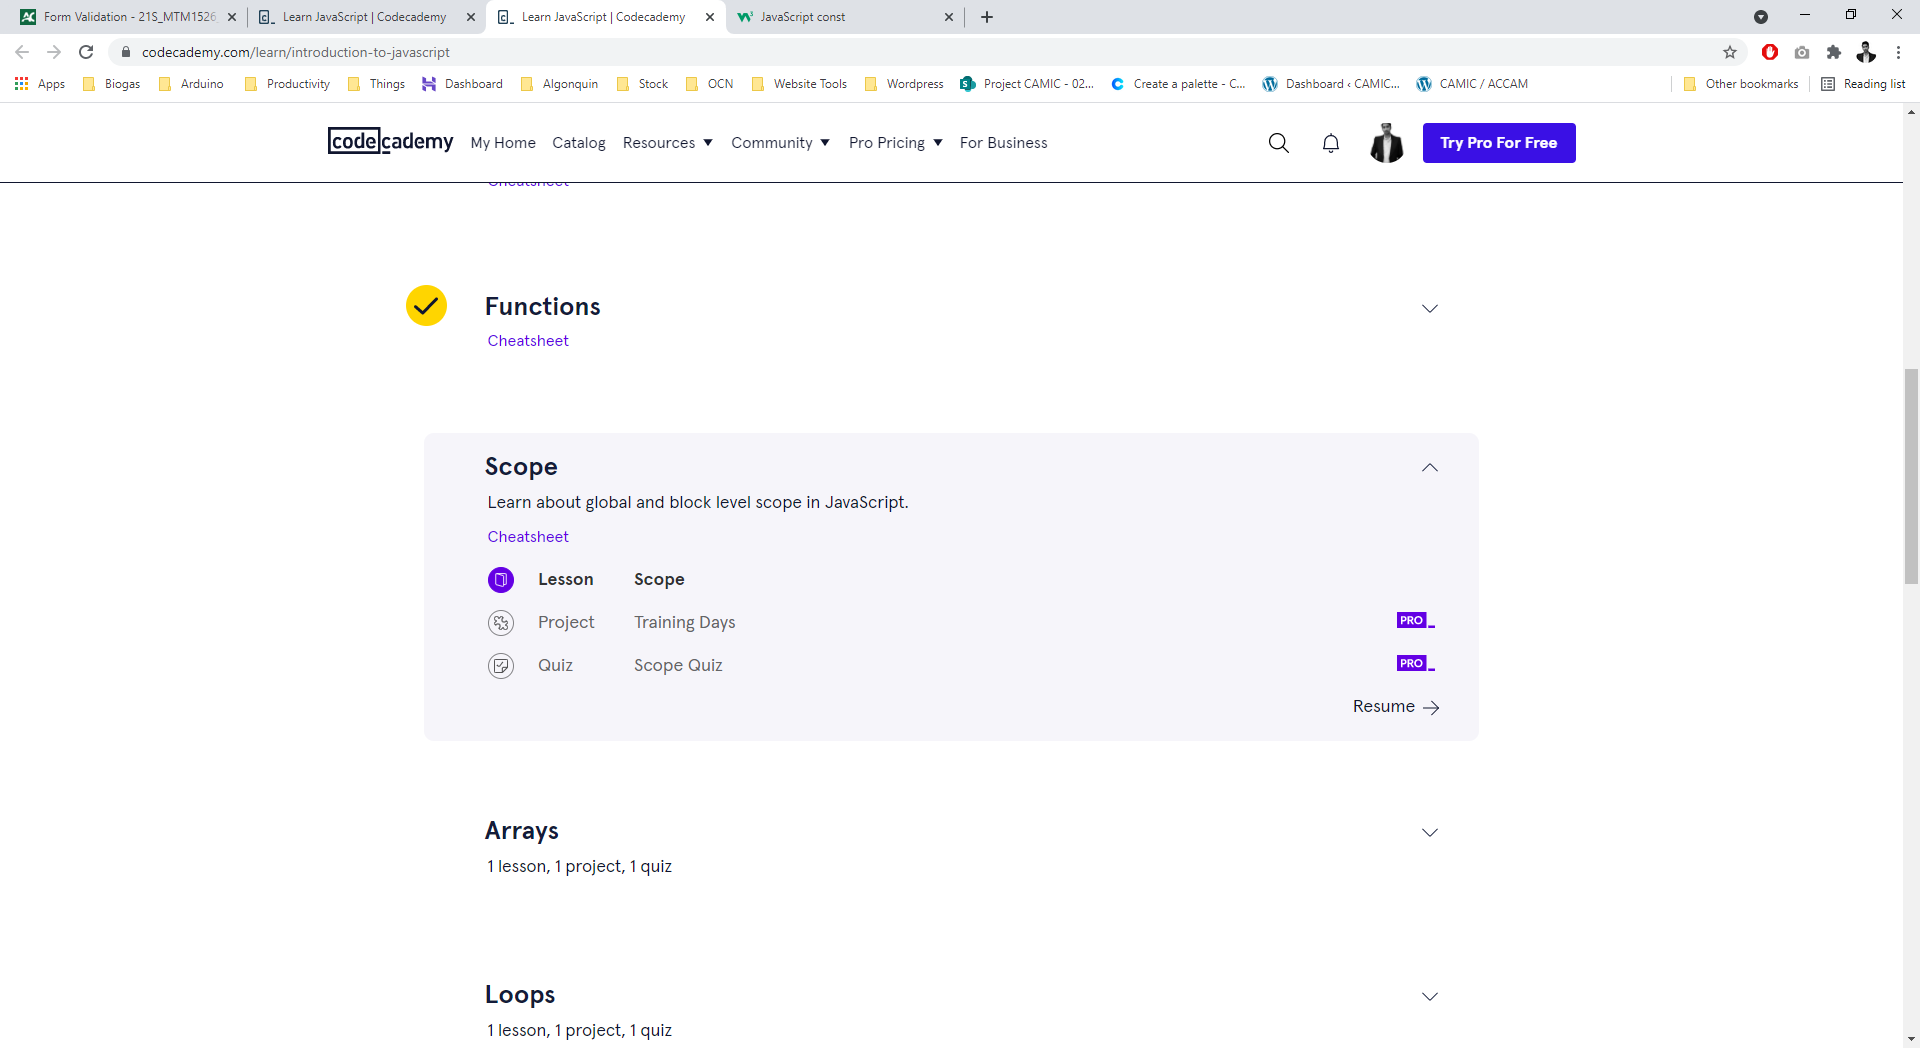 Form Validation - 21S_MTM1526
Learn JavaScript | Codecademy
Learn JavaScript | Codecademy
JavaScript const
codecademy.com/learn/introduction-to-javascript
Apps Biogas Arduino Productivity Things Dashboard Algonquin Stock OCN Website Tools Wordpress Project CAMIC - 02... Create a palette - C... Dashboard ‹ CAMIC... CAMIC / ACCAM Other bookmarks Reading list
codecademy My Home Catalog Resources Community Pro Pricing For Business Try Pro For Free
Cheatsheet
Functions
Cheatsheet
Scope
Learn about global and block level scope in JavaScript.
Cheatsheet
Lesson Scope
Project Training Days PRO
Quiz Scope Quiz PRO
Resume
Arrays
1 lesson, 1 project, 1 quiz
Loops
1 lesson, 1 project, 1 quiz